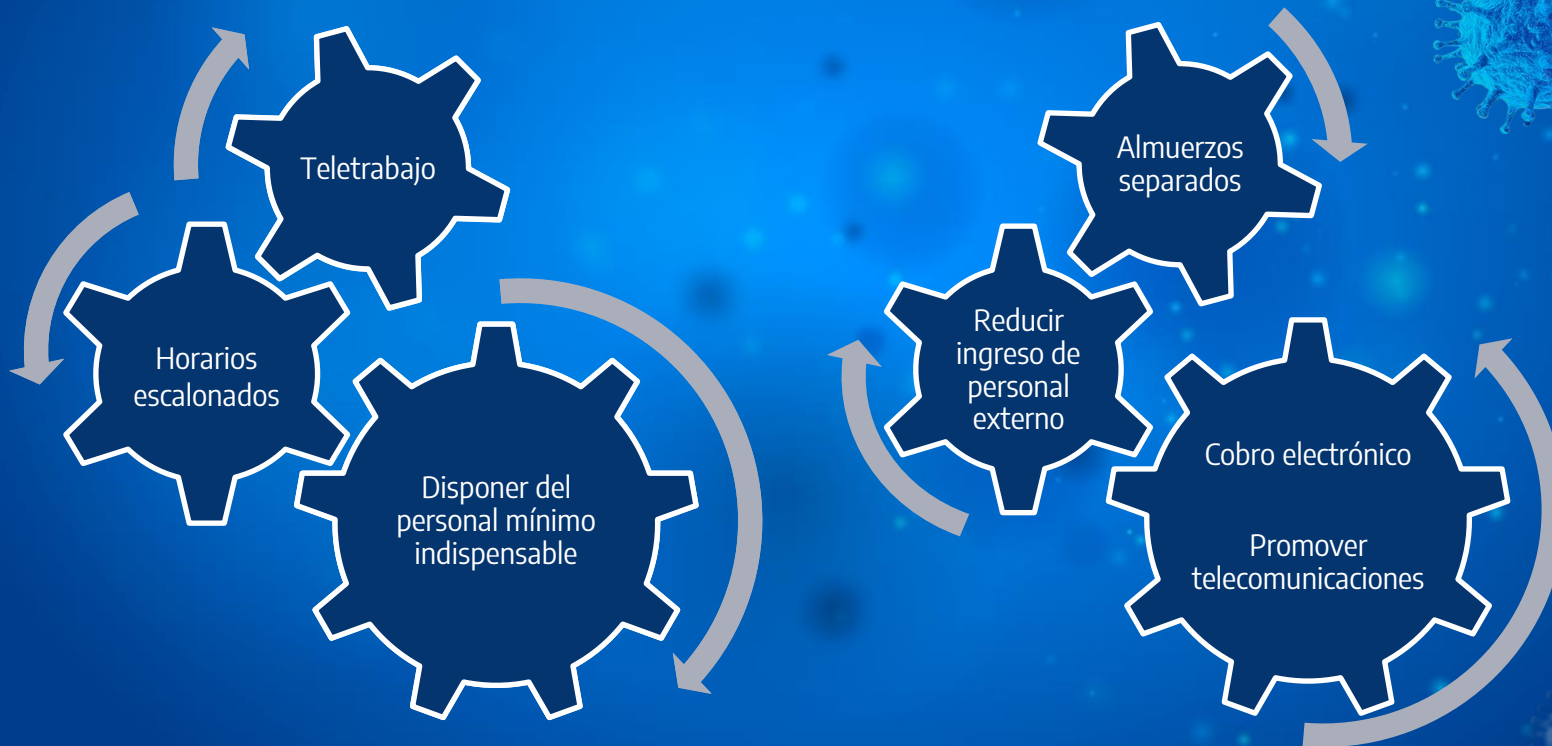 Teletrabajo
Horarios
escalonados
Disponer del
personal mínimo
indispensable
Almuerzos
separados
Reducir
ingreso de
personal
externo
Cobro electrónico
Promover
telecomunicaciones